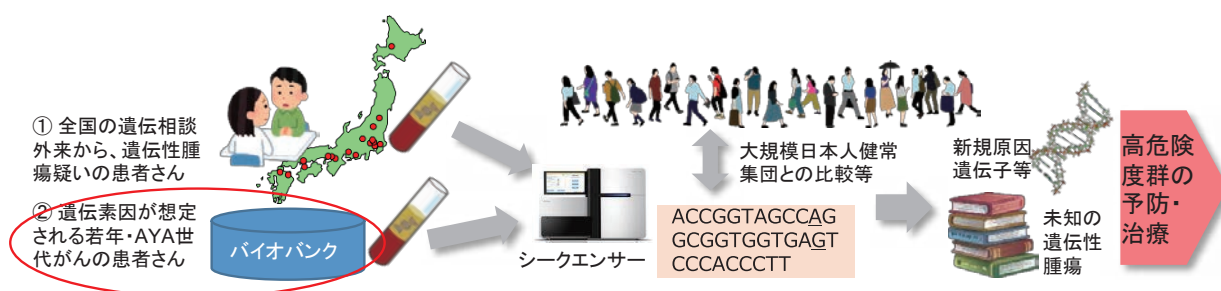 ① 全国の遺伝相談
外来から、遺伝性腫
瘍疑いの患者さん
② 遺伝素因が想定
される若年・AYA世
代がんの患者さん
バイオバンク
シークエンサー
大規模日本人健常
集団との比較等
ACCGGTAGCCAG
GCGGTGGTGAGT
CCCACCCTT
新規原因
遺伝子等
未知の
遺伝性
腫瘍
高危険
度群の
予防・
治療